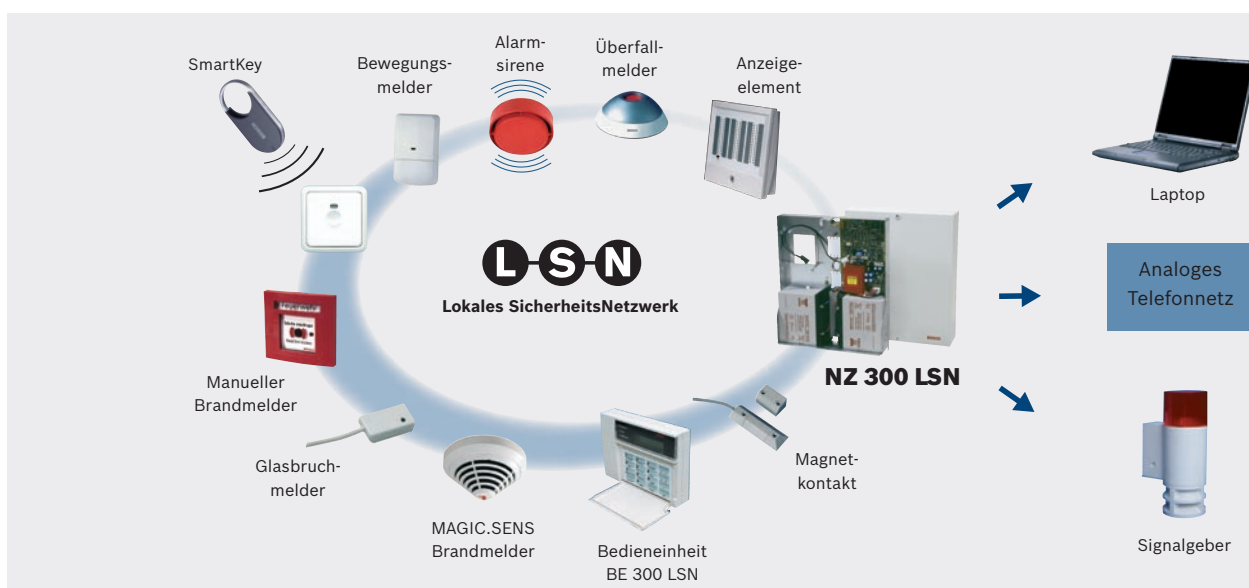 Alarm-
sirene
Überfall-
melder
Bewegungs-
melder
Anzeige-
element
SmartKey
Laptop
L-S-N
Lokales SicherheitsNetzwerk
Analoges
Telefonnetz
Feuerwehr
NZ 300 LSN
Manueller
Brandmelder
Glasbruch-
melder
Magnet-
kontakt
MAGIC.SENS
Brandmelder
Bedieneinheit
BE 300 LSN
Signalgeber